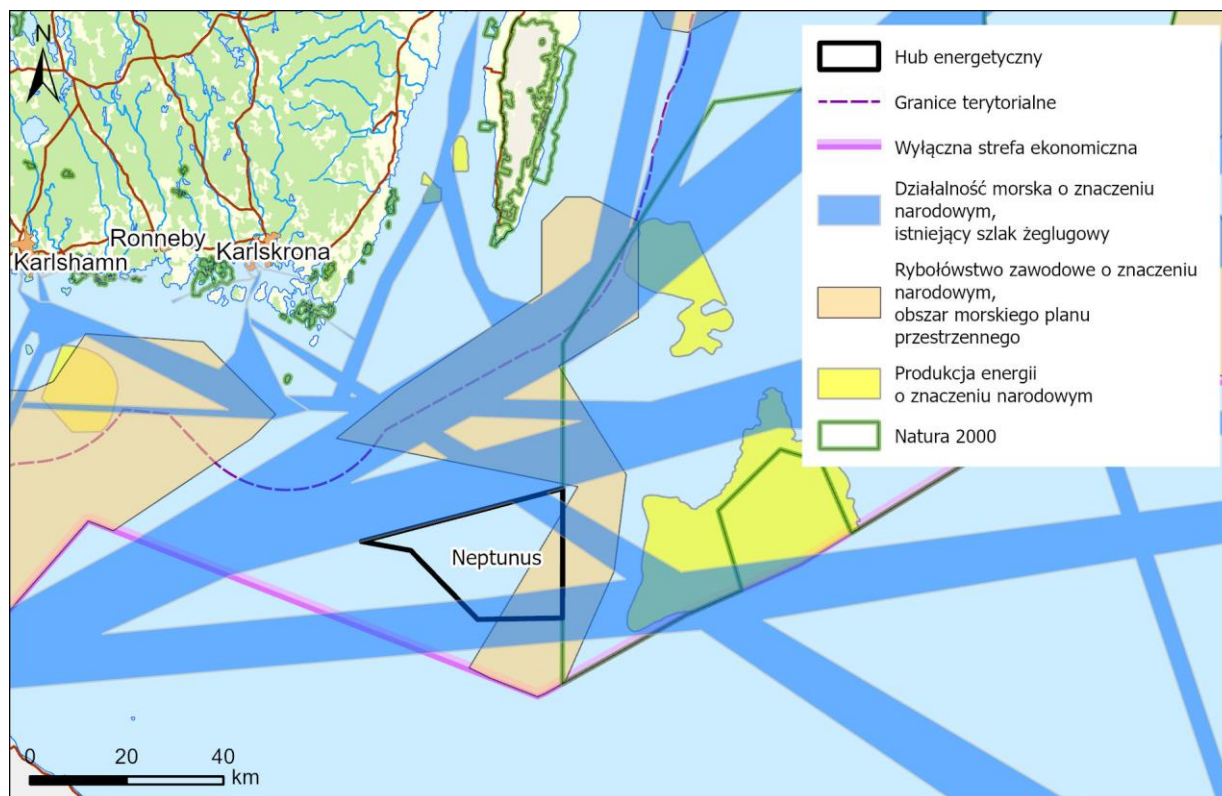 N
Ronneby
Karlshamn
Karlskrona
Neptunus
0 20 40
km
Hub energetyczny
Granice terytorialne
Wyłączna strefa ekonomiczna
Działalność morska o znaczeniu
narodowym,
istniejący szlak żeglugowy
Rybołówstwo zawodowe o znaczeniu
narodowym,
obszar morskiego planu
przestrzennego
Produkcja energii
o znaczeniu narodowym
Natura 2000